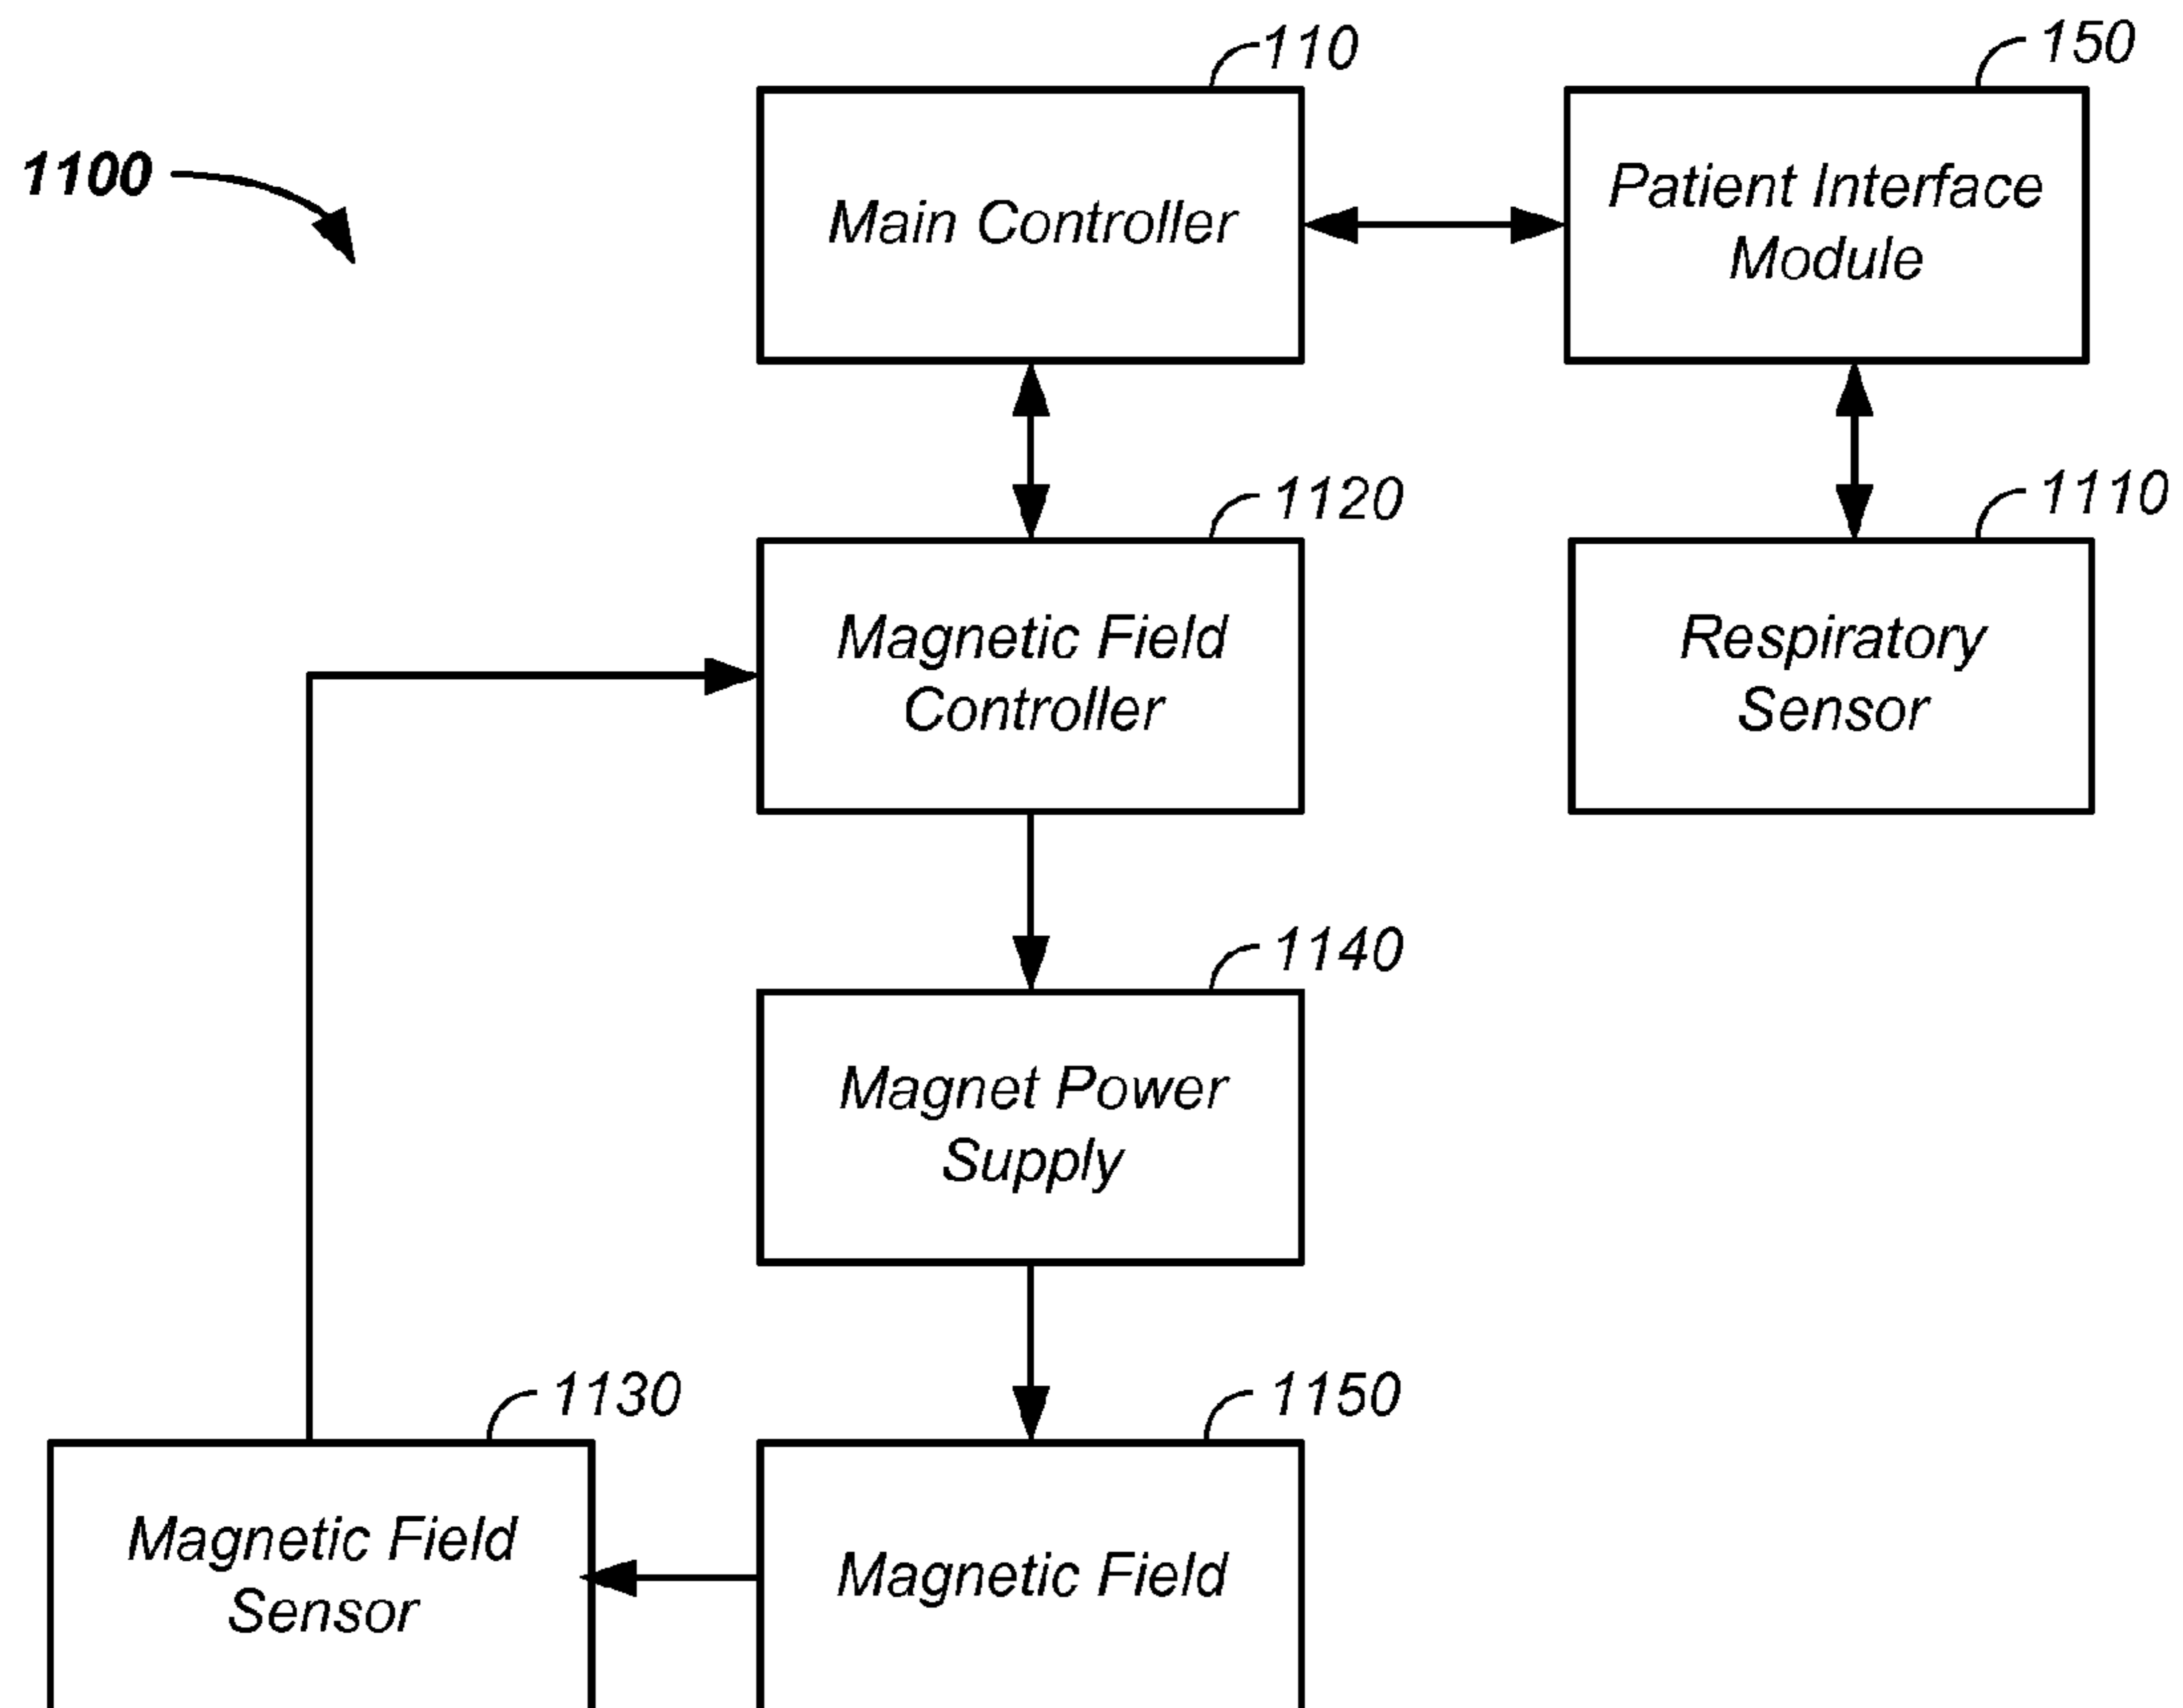 110
150
1100
Main Controller
Patient Interface
Module
1120
1110
Magnetic Field
Controller
Respiratory
Sensor
1140
Magnet Power
Supply
1130
1150
Magnetic Field
Sensor
Magnetic Field